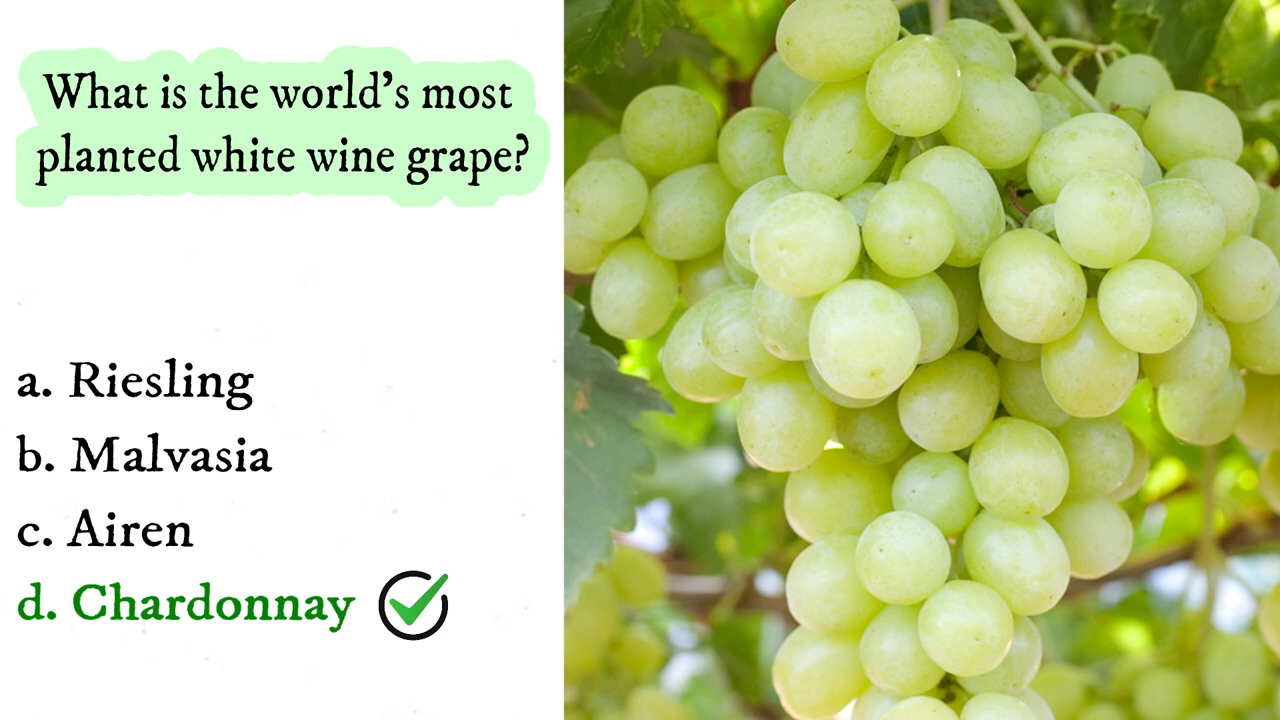 What is the world’s most
planted white wine grape?
a. Riesling
b. Malvasia
c. Airen
d. Chardonnay